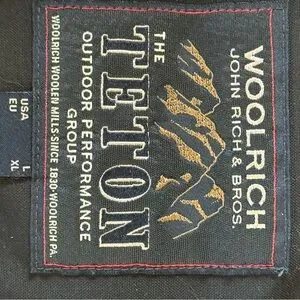 WOOLRICH
JOHN RICH & BROS.
THE
TETON
OUTDOOR PERFORMANCE
GROUP
WOOLRICH WOOLEN MILLS·SINCE 1830·WOOLRICH PA.
USA L
EU XL